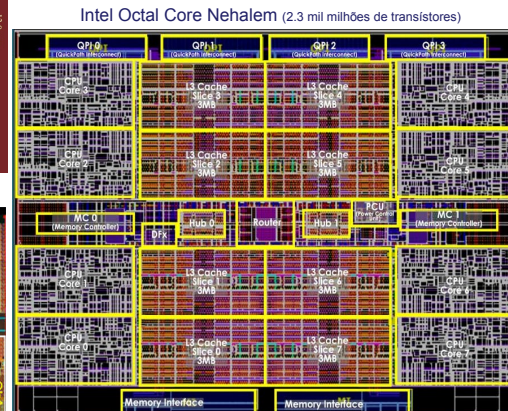 Intel Octal Core Nehalem (2.3 mil milhões de transístores)
QPI 0
(QuickPath Interconnect)
QPI 1
(QuickPath Interconnect)
QPI 2
(QuickPath Interconnect)
QPI 3
(QuickPath Interconnect)
CPU
Core 3
L3 Cache
Slice 3
3MB
L3 Cache
Slice 4
3MB
CPU
Core 4
CPU
Core 2
L3 Cache
Slice 2
3MB
L3 Cache
Slice 5
3MB
CPU
Core 5
MC 0
(Memory Controller)
DFx
Hub 0
Router
Hub 1
PCU
(Power Control
Unit)
MC 1
(Memory Controller)
CPU
Core 1
L3 Cache
Slice 1
3MB
L3 Cache
Slice 6
3MB
CPU
Core 6
CPU
Core 0
L3 Cache
Slice 0
3MB
L3 Cache
Slice 7
3MB
CPU
Core 7
Memory Interface
Memory Interface